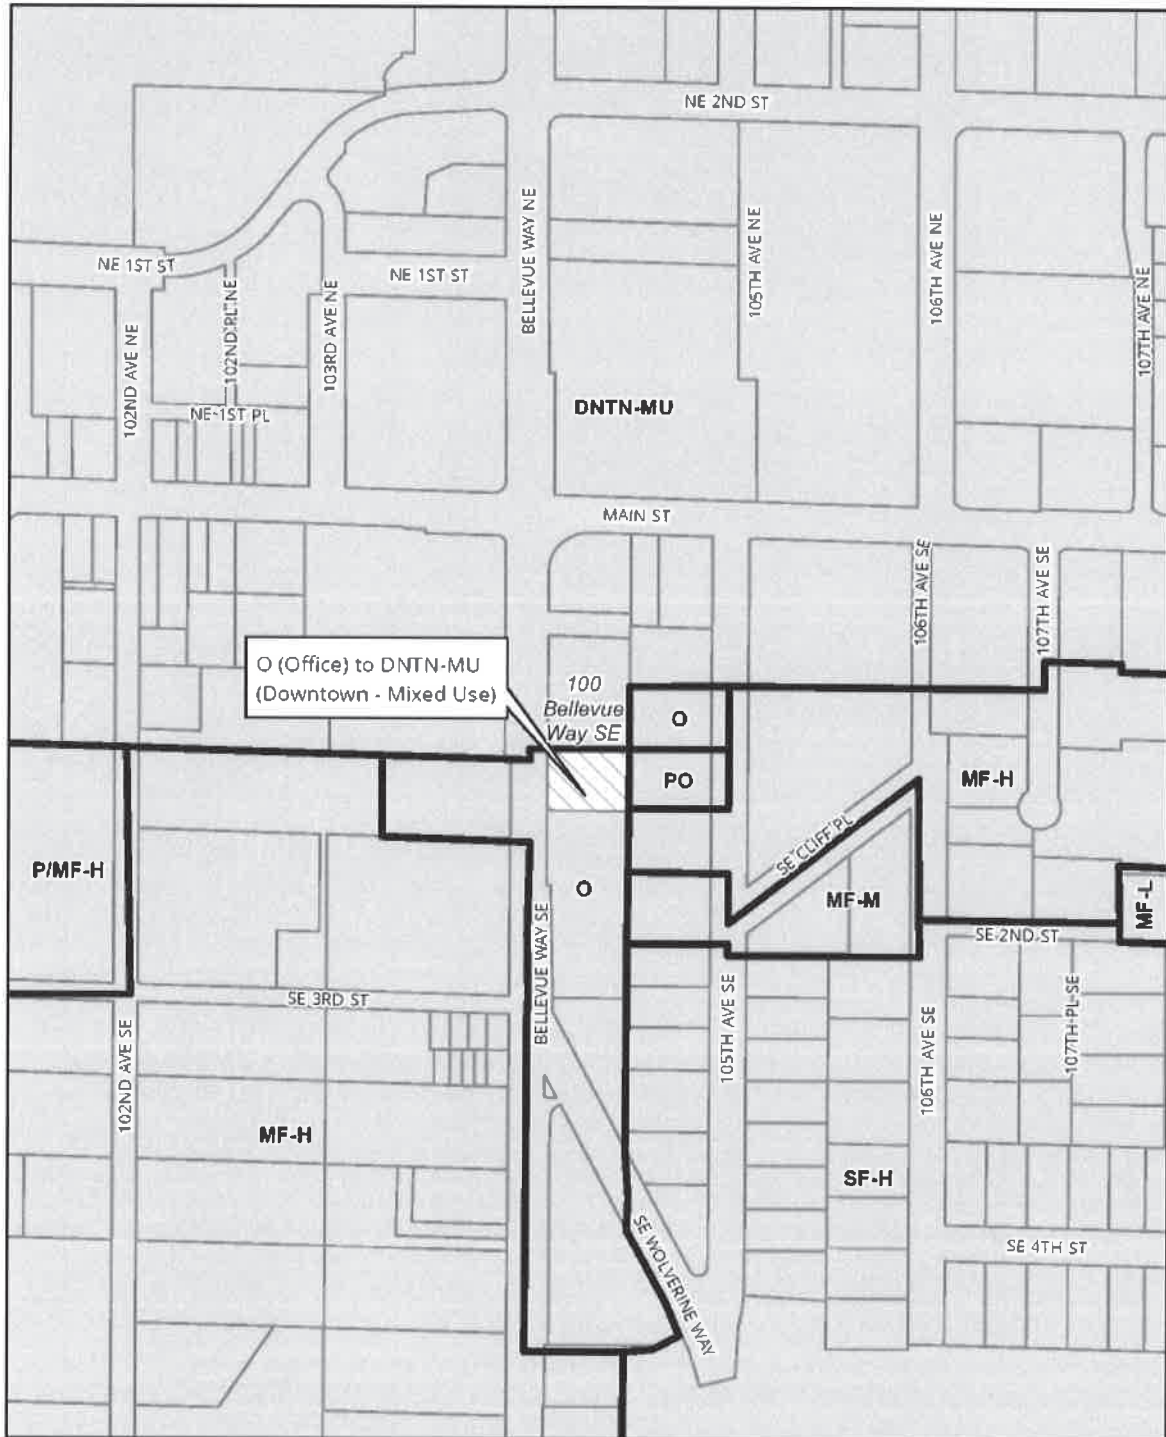 NE 2ND ST
BELLEVUE WAY NE
105TH AVE NE
106TH AVE NE
107TH AVE NE
NE 1ST ST
NE 1ST ST
102ND PL NE
103RD AVE NE
102ND AVE NE
NE 1ST PL
DNTN-MU
MAIN ST
106TH AVE SE
107TH AVE SE
O (Office) to DNTN-MU
(Downtown - Mixed Use)
100
Bellevue
Way SE
O
PO
MF-H
P/MF-H
SE CLIFF PL
O
MF-M
MF-L
SE 2ND ST
BELLEVUE WAY SE
SE 3RD ST
105TH AVE SE
106TH AVE SE
107TH PL SE
102ND AVE SE
MF-H
SF-H
SE WOLVERINE WAY
SE 4TH ST